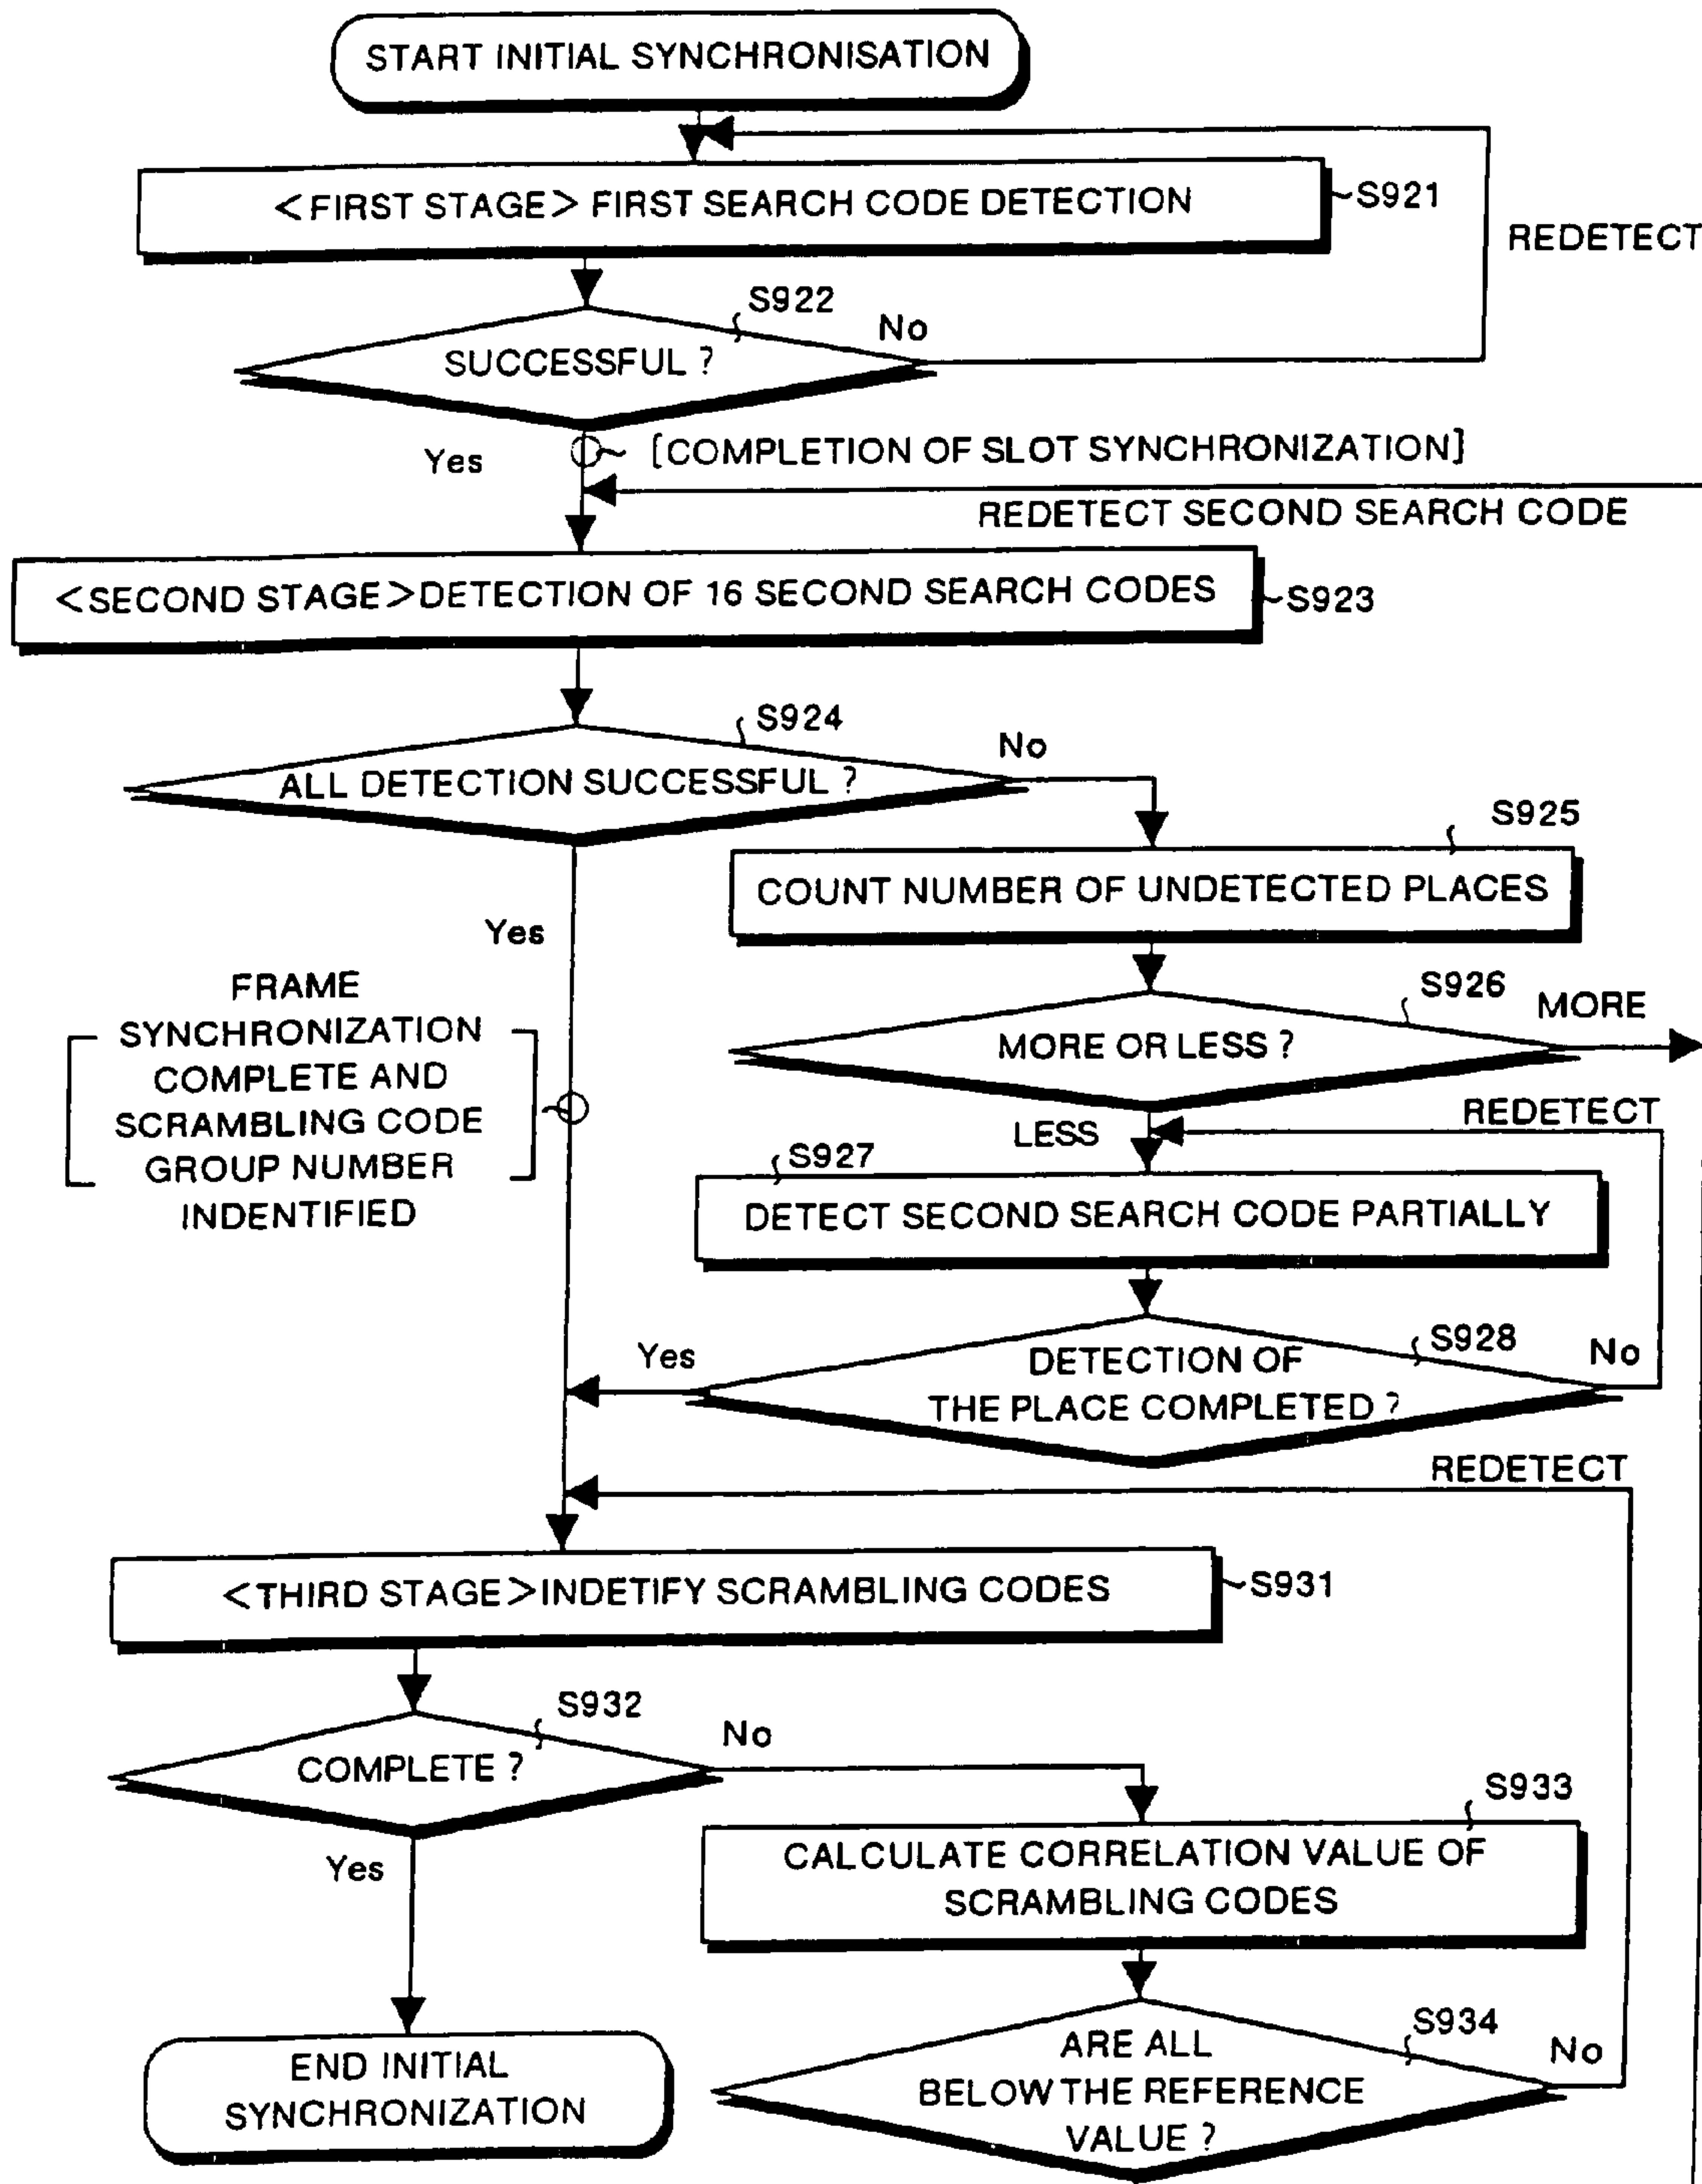 START INITIAL SYNCHRONISATION
<FIRST STAGE> FIRST SEARCH CODE DETECTION
S921
REDETECT
S922
SUCCESSFUL ?
No
Yes
[COMPLETION OF SLOT SYNCHRONIZATION]
REDETECT SECOND SEARCH CODE
<SECOND STAGE>DETECTION OF 16 SECOND SEARCH CODES
S923
S924
ALL DETECTION SUCCESSFUL ?
No
Yes
S925
COUNT NUMBER OF UNDETECTED PLACES
FRAME
SYNCHRONIZATION
COMPLETE AND
SCRAMBLING CODE
GROUP NUMBER
INDENTIFIED
S926
MORE OR LESS ?
MORE
LESS
REDETECT
S927
DETECT SECOND SEARCH CODE PARTIALLY
S928
DETECTION OF
THE PLACE COMPLETED ?
Yes
No
REDETECT
<THIRD STAGE>INDETIFY SCRAMBLING CODES
S931
S932
COMPLETE ?
No
Yes
S933
CALCULATE CORRELATION VALUE OF
SCRAMBLING CODES
S934
ARE ALL
BELOW THE REFERENCE
VALUE ?
No
END INITIAL
SYNCHRONIZATION